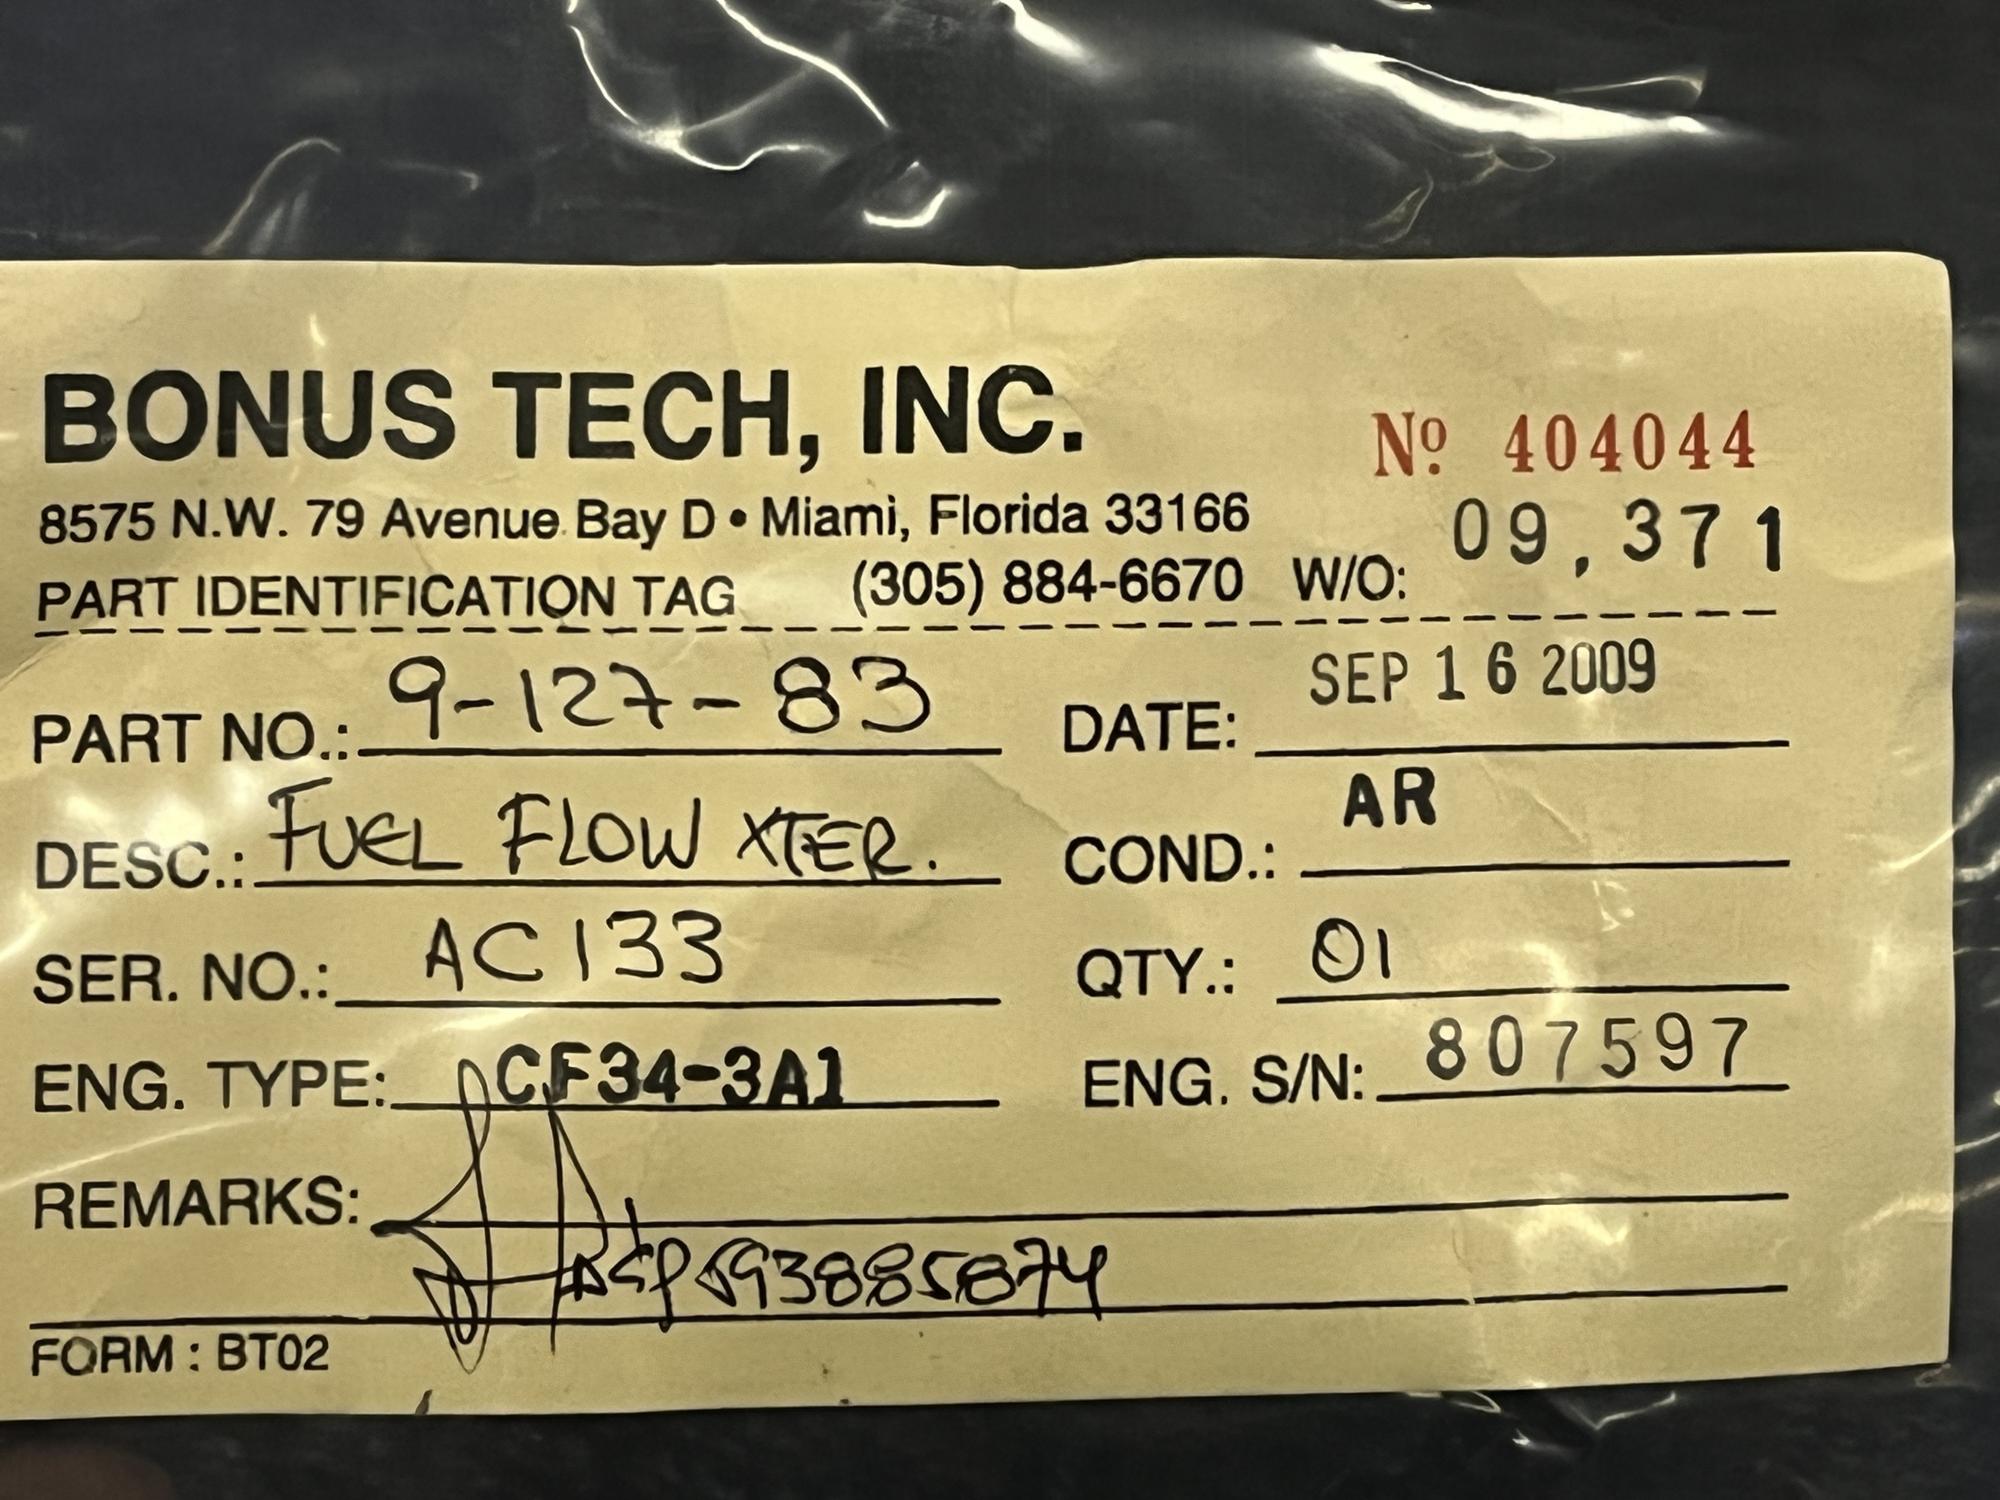 BONUS TECH, INC.
Nº 404044
8575 N.W. 79 Avenue Bay D • Miami, Florida 33166
PART IDENTIFICATION TAG (305) 884-6670 W/O: 09,371
PART NO.: 9-127-83 DATE: SEP 16 2009
DESC.: FUEL FLOW XTER. COND.: AR
SER. NO.: AC133 QTY.: 01
ENG. TYPE: CF34-3A1 ENG. S/N: 807597
REMARKS:
FORM : BT02